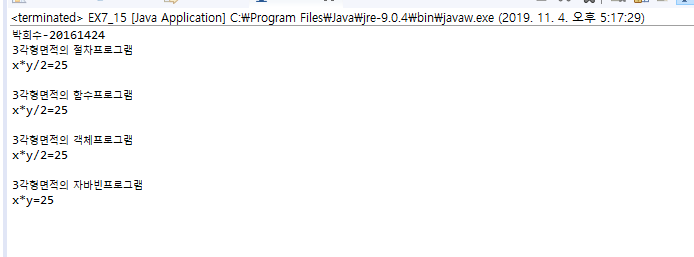 <terminated> EX7_15 [Java Application] C:\Program Files\Java\jre-9.0.4\bin\javaw.exe (2019. 11. 4. 오후 5:17:29)
박희수-20161424
3각형면적의 절차프로그램
x*y/2=25
3각형면적의 함수프로그램
x*y/2=25
3각형면적의 객체프로그램
x*y/2=25
3각형면적의 자바빈프로그램
x*y=25